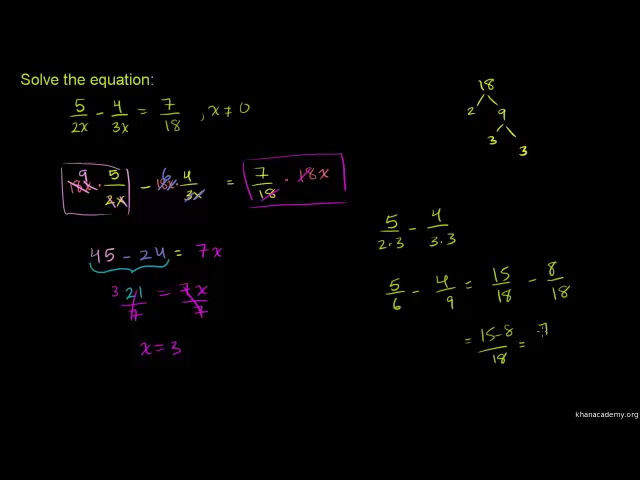 Solve the equation:
5/2x - 4/3x = 7/18 , x ≠ 0
18
2 9
3 3
9 6
18x · 5/2x - 18x · 4/3x = 7/18 · 18x
45 - 24 = 7x
3 21/7 = 7x/7
x = 3
5/2·3 - 4/3·3
5/6 - 4/9 = 15/18 - 8/18
= 15-8/18 = 7
khanacademy.org